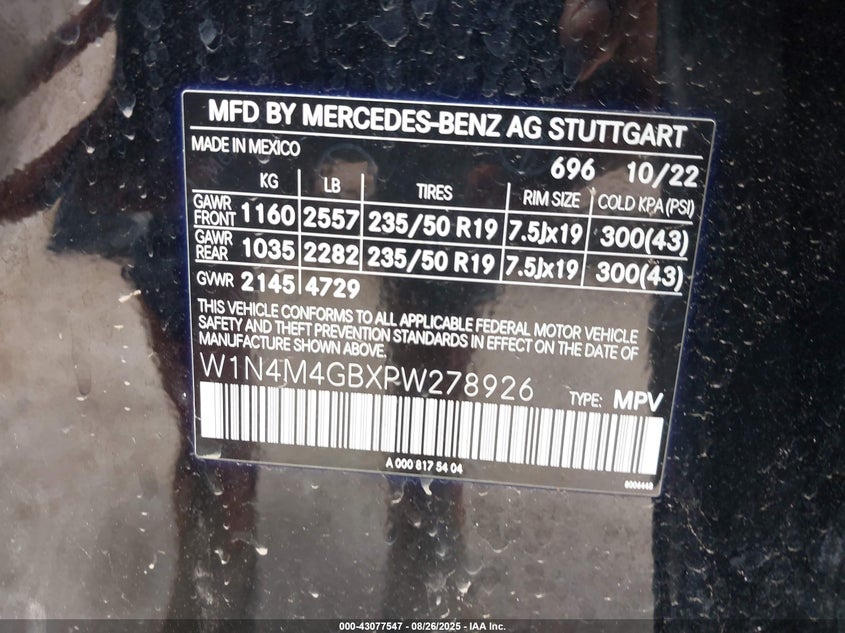 MFD BY MERCEDES-BENZ AG STUTTGART
MADE IN MEXICO 696 10/22
KG LB TIRES RIM SIZE COLD KPA (PSI)
GAWR FRONT 1160 2557 235/50 R19 7.5Jx19 300(43)
GAWR REAR 1035 2282 235/50 R19 7.5Jx19 300(43)
GVWR 2145 4729
THIS VEHICLE CONFORMS TO ALL APPLICABLE FEDERAL MOTOR VEHICLE
SAFETY AND THEFT PREVENTION STANDARDS IN EFFECT ON THE DATE OF
MANUFACTURE SHOWN ABOVE.
W1N4M4GBXPW278926 TYPE: MPV
A 000 817 54 04
000-43077547 - 08/26/2025 - IAA Inc.